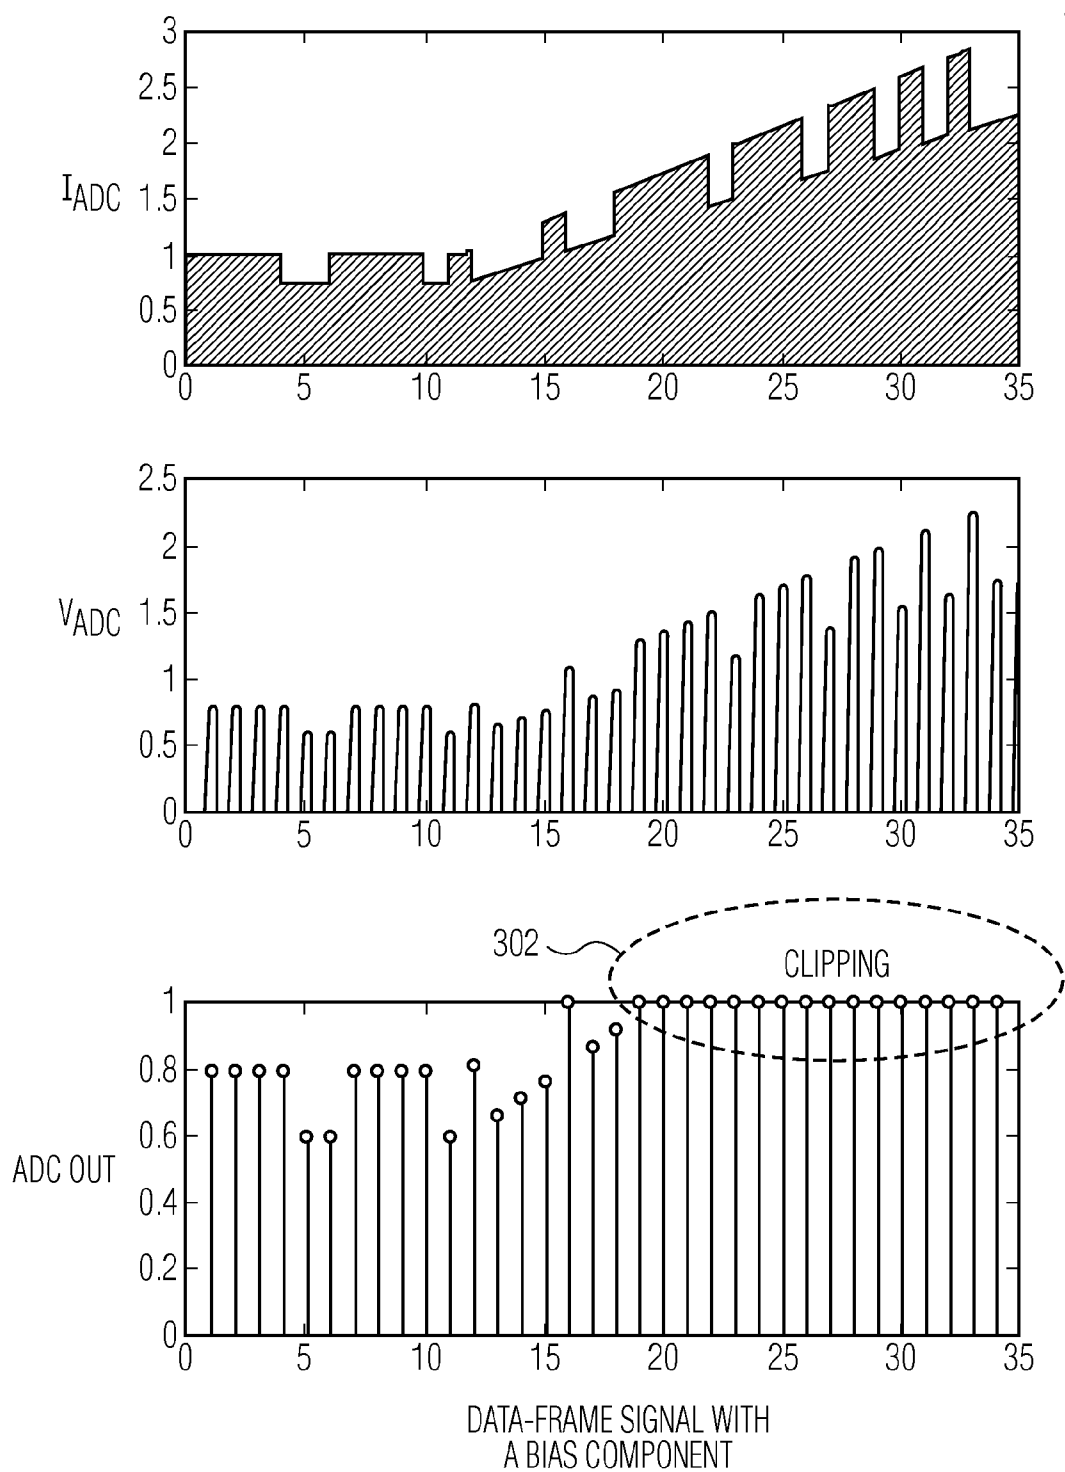 3
2.5
2
1.5
1
0.5
0
I_ADC
0 5 10 15 20 25 30 35
2.5
2
1.5
1
0.5
0
V_ADC
0 5 10 15 20 25 30 35
302
CLIPPING
1
0.8
0.6
0.4
0.2
0
ADC OUT
0 5 10 15 20 25 30 35
DATA-FRAME SIGNAL WITH
A BIAS COMPONENT